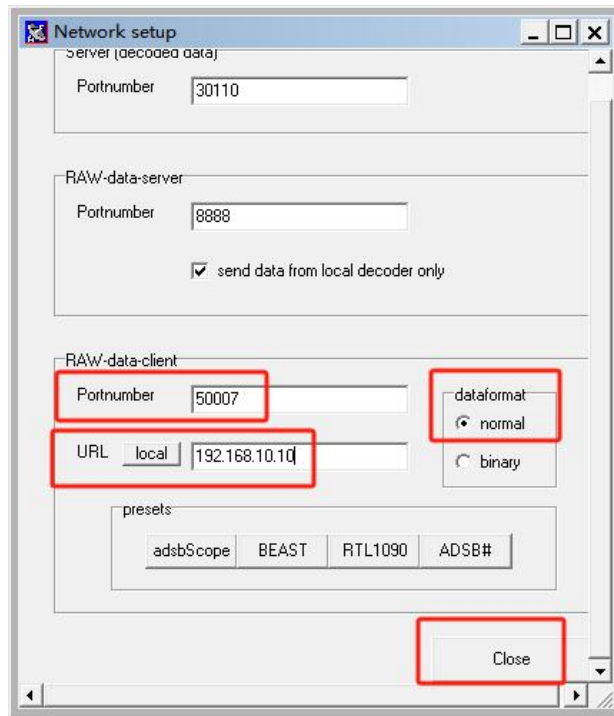 Network setup
Server (decoded data)
Portnumber 30110
RAW-data-server
Portnumber 8888
send data from local decoder only
RAW-data-client
Portnumber 50007
dataformat
normal
URL local 192.168.10.10
binary
presets
adsbScope BEAST RTL1090 ADSB#
Close